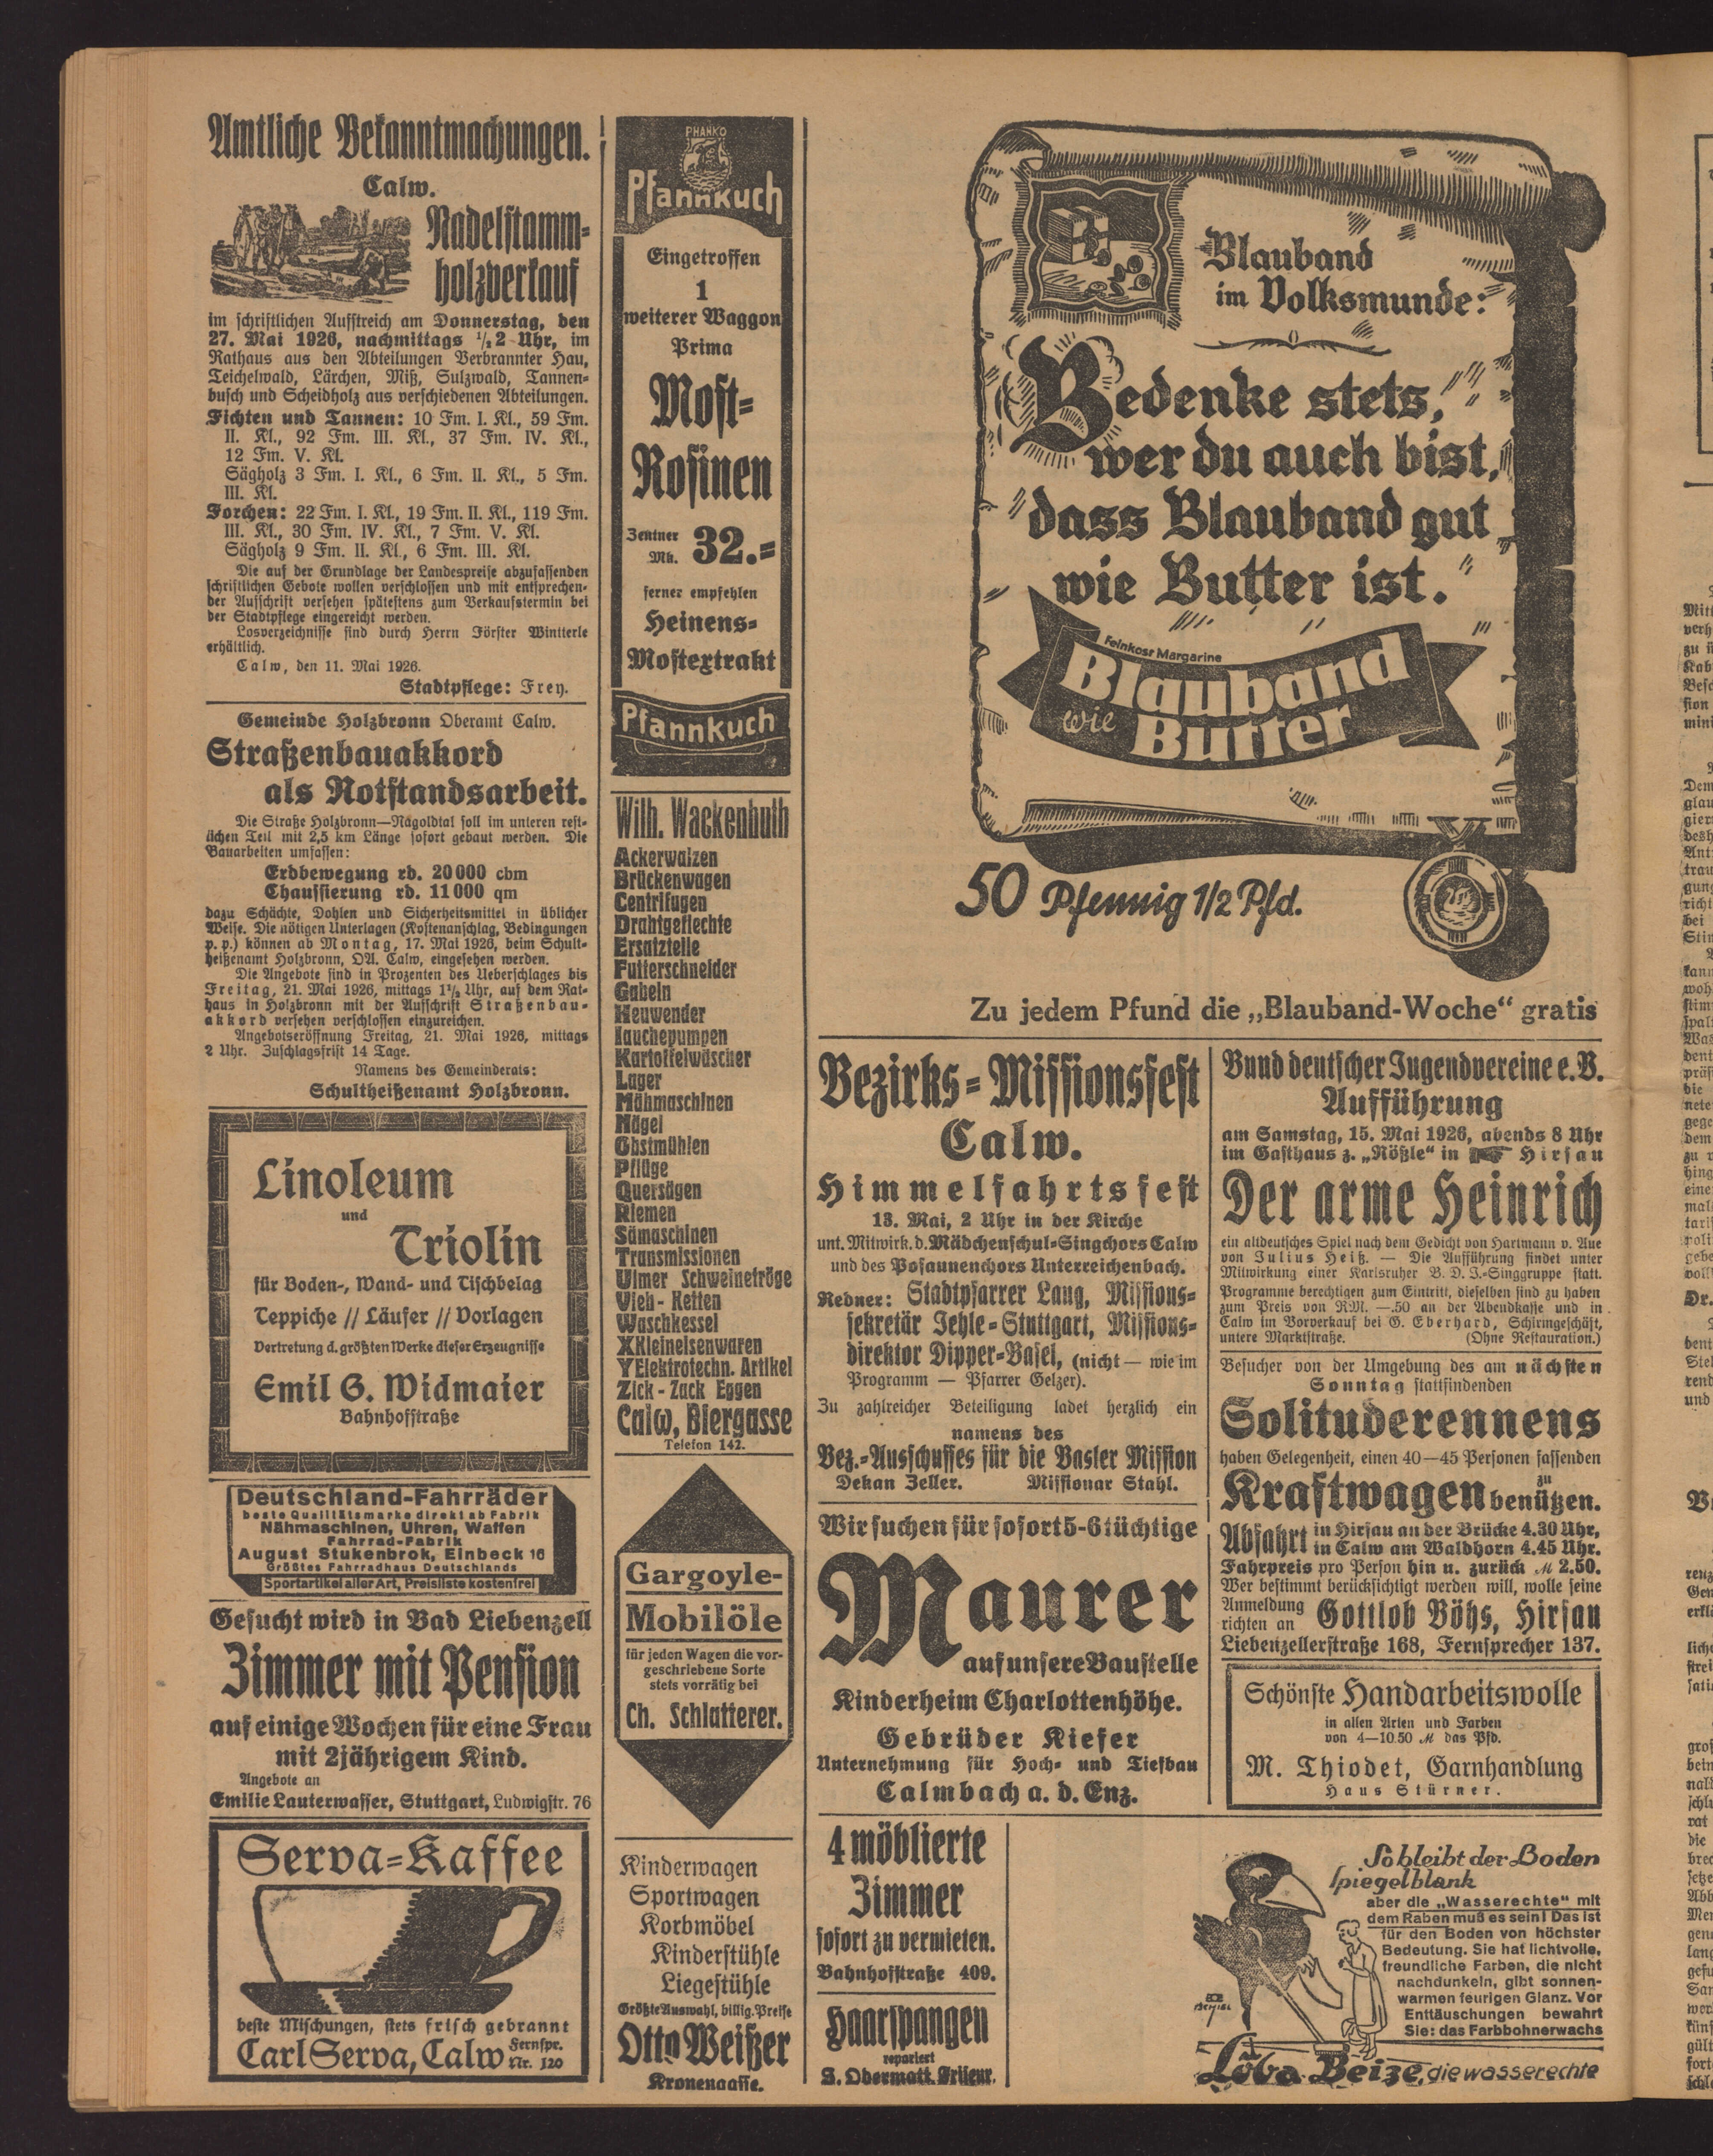 Amtliche Bekanntmachungen.
Calw.
Nadelstamm-
holzverkauf
im schriftlichen Aufstreich am Donnerstag, den
27. Mai 1926, nachmittags 1/2 2 Uhr, im
Rathaus aus den Abteilungen Verbrannter Hau,
Teichelwald, Lärchen, Miß, Sulzwald, Tannen-
busch und Scheidholz aus verschiedenen Abteilungen.
Fichten und Tannen: 10 Fm. I. Kl., 59 Fm.
II. Kl., 92 Fm. III. Kl., 37 Fm. IV. Kl.,
12 Fm. V. Kl.
Sägholz 3 Fm. I. Kl., 6 Fm. II. Kl., 5 Fm.
III. Kl.
Forchen: 22 Fm. I. Kl., 19 Fm. II. Kl., 119 Fm.
III. Kl., 30 Fm. IV. Kl., 7 Fm. V. Kl.
Sägholz 9 Fm. II. Kl., 6 Fm. III. Kl.
Die auf der Grundlage der Landespreise abzufassenden
schriftlichen Gebote wollen verschlossen und mit entsprechen-
der Aufschrift versehen spätestens zum Verkaufstermin bei
der Stadtpflege eingereicht werden.
Losverzeichnisse sind durch Herrn Förster Wintterle
erhältlich.
Calw, den 11. Mai 1926.
Stadtpflege: Frey.
Gemeinde Holzbronn Oberamt Calw.
Straßenbauakkord
als Notstandsarbeit.
Die Straße Holzbronn—Nagoldtal soll im unteren rest-
lichen Teil mit 2,5 km Länge sofort gebaut werden. Die
Bauarbeiten umfassen:
Erdbewegung rd. 20000 cbm
Chaussierung rd. 11000 qm
dazu Schächte, Dohlen und Sicherheitsmittel in üblicher
Weise. Die nötigen Unterlagen (Kostenanschlag, Bedingungen
p. p.) können ab Montag, 17. Mai 1926, beim Schult-
heißenamt Holzbronn, OA. Calw, eingesehen werden.
Die Angebote sind in Prozenten des Ueberschlages bis
Freitag, 21. Mai 1926, mittags 1 1/2 Uhr, auf dem Rat-
haus in Holzbronn mit der Aufschrift Straßenbau-
akkord versehen verschlossen einzureichen.
Angebotseröffnung Freitag, 21. Mai 1926, mittags
2 Uhr. Zuschlagsfrist 14 Tage.
Namens des Gemeinderats:
Schultheißenamt Holzbronn.
Linoleum
und
Triolin
für Boden-, Wand- und Tischbelag
Teppiche // Läufer // Vorlagen
Vertretung d. größten Werke dieser Erzeugnisse
Emil G. Widmaier
Bahnhofstraße
Deutschland-Fahrräder
beste Qualitätsmarke direkt ab Fabrik
Nähmaschinen, Uhren, Waffen
Fahrrad-Fabrik
August Stukenbrok, Einbeck 16
Größtes Fahrradhaus Deutschlands
Sportartikel aller Art, Preisliste kostenfrei
Gesucht wird in Bad Liebenzell
Zimmer mit Pension
auf einige Wochen für eine Frau
mit 2jährigem Kind.
Angebote an
Emilie Lauterwasser, Stuttgart, Ludwigstr. 76
Serva-Kaffee
beste Mischungen, stets frisch gebrannt
Carl Serva, Calw Fernspr.
Nr. 120
PHANKO
Pfannkuch
Eingetroffen
1
weiterer Waggon
Prima
Most-
Rosinen
Zentner
Mk. 32.=
ferner empfehlen
Heinens-
Mostextrakt
Pfannkuch
Wilh. Wackenhuth
Ackerwalzen
Brückenwagen
Centrifugen
Drahtgeflechte
Ersatzteile
Futterschneider
Gabeln
Heuwender
Jauchepumpen
Kartoffelwäscher
Lager
Mähmaschinen
Nägel
Obstmühlen
Pflüge
Quersägen
Riemen
Sämaschinen
Transmissionen
Ulmer Schweinetröge
Vieh-Ketten
Waschkessel
XKleineisenwaren
YElektrotechn. Artikel
Zick-Zack Eggen
Calw, Biergasse
Telefon 142.
Gargoyle-
Mobilöle
für jeden Wagen die vor-
geschriebene Sorte
stets vorrätig bei
Ch. Schlatterer.
Kinderwagen
Sportwagen
Korbmöbel
Kinderstühle
Liegestühle
Größte Auswahl, billig. Preise
Otto Weißer
Kronengasse.
Blauband
im Volksmunde:
Bedenke stets,
wer du auch bist,
dass Blauband gut
wie Butter ist.
Feinkost Margarine
Blauband
wie
Butter
50 Pfennig 1/2 Pfd.
Zu jedem Pfund die „Blauband-Woche“ gratis
Bezirks-Missionsfest
Calw.
Himmelfahrtsfest
13. Mai, 2 Uhr in der Kirche
unt. Mitwirk. d. Mädchenschul-Singchors Calw
und des Posaunenchors Unterreichenbach.
Redner: Stadtpfarrer Lang, Missions-
sekretär Jehle-Stuttgart, Missions-
direktor Dipper-Basel, (nicht — wie im
Programm — Pfarrer Gelzer).
Zu zahlreicher Beteiligung ladet herzlich ein
namens des
Bez.-Ausschusses für die Basler Mission
Dekan Zeller. Missionar Stahl.
Wir suchen für sofort 5-6 tüchtige
Maurer
auf unsere Baustelle
Kinderheim Charlottenhöhe.
Gebrüder Kiefer
Unternehmung für Hoch- und Tiefbau
Calmbach a. d. Enz.
4 möblierte
Zimmer
sofort zu vermieten.
Bahnhofstraße 409.
Haarspangen
repariert
S. Obermatt, Friseur.
Bund deutscher Jugendvereine e. V.
Aufführung
am Samstag, 15. Mai 1926, abends 8 Uhr
im Gasthaus z. „Rößle“ in Hirsau
Der arme Heinrich
ein altdeutsches Spiel nach dem Gedicht von Hartmann v. Aue
von Julius Heiß. — Die Aufführung findet unter
Mitwirkung einer Karlsruher B. D. J.-Singgruppe statt.
Programme berechtigen zum Eintritt, dieselben sind zu haben
zum Preis von R.M. —.50 an der Abendkasse und in
Calw im Vorverkauf bei G. Eberhard, Schirmgeschäft,
untere Marktstraße. (Ohne Restauration.)
Besucher von der Umgebung des am nächsten
Sonntag stattfindenden
Solituderennens
haben Gelegenheit, einen 40—45 Personen fassenden
Kraftwagen zu
benützen.
Abfahrt in Hirsau an der Brücke 4.30 Uhr,
in Calw am Waldhorn 4.45 Uhr.
Fahrpreis pro Person hin u. zurück M 2.50.
Wer bestimmt berücksichtigt werden will, wolle seine
Anmeldung
richten an Gottlob Böhs, Hirsau
Liebenzellerstraße 168, Fernsprecher 137.
Schönste Handarbeitswolle
in allen Arten und Farben
von 4—10.50 M das Pfd.
M. Thiodet, Garnhandlung
Haus Stürner.
So bleibt der Boden
spiegelblank
aber die „Wasserechte“ mit
dem Raben muß es sein! Das ist
für den Boden von höchster
Bedeutung. Sie hat lichtvolle,
freundliche Farben, die nicht
nachdunkeln, gibt sonnen-
warmen feurigen Glanz. Vor
Enttäuschungen bewahrt
Sie: das Farbbohnerwachs
Löba Beize, die wasserechte